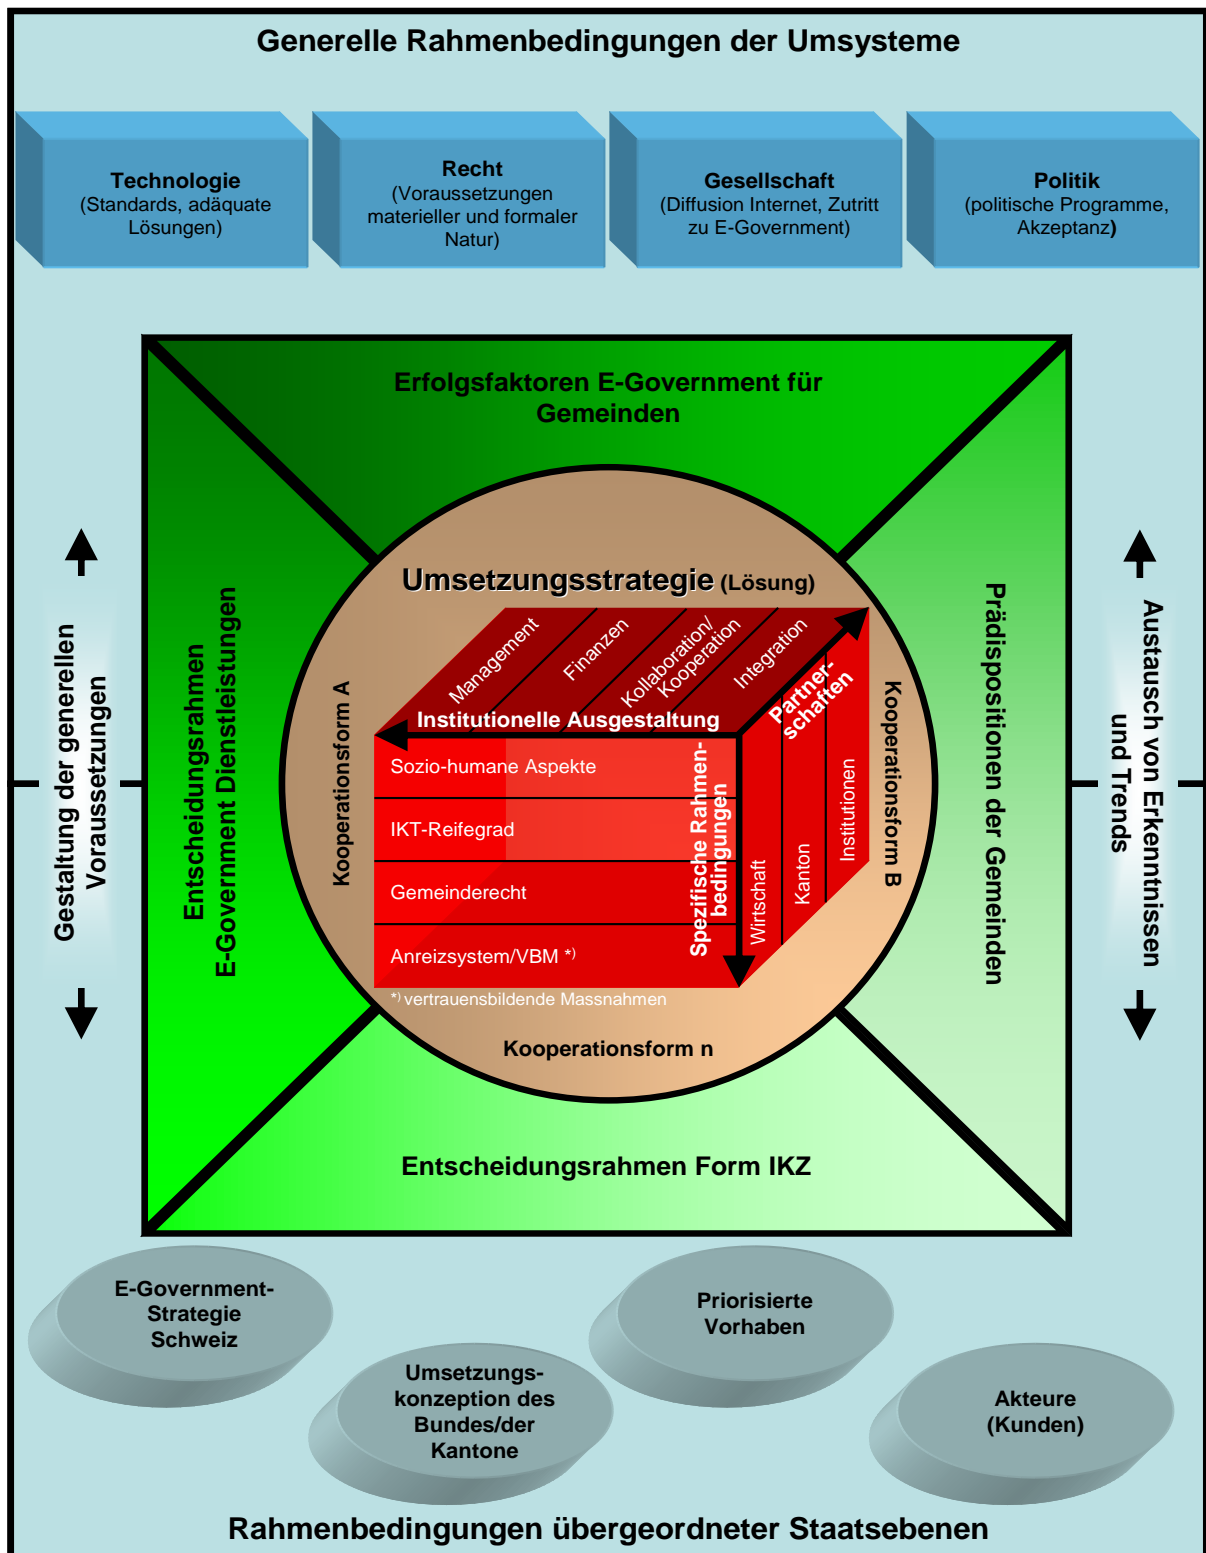 Generelle Rahmenbedingungen der Umsysteme
Technologie
(Standards, adäquate
Lösungen)
Recht
(Voraussetzungen
materieller und formaler
Natur)
Gesellschaft
(Diffusion Internet, Zutritt
zu E-Government)
Politik
(politische Programme,
Akzeptanz)
Erfolgsfaktoren E-Government für
Gemeinden
Gestaltung der generellen
Voraussetzungen
Entscheidungsrahmen
E-Government Dienstleistungen
Umsetzungsstrategie (Lösung)
Kooperationsform A
Management
Finanzen
Kollaboration/
Kooperation
Integration
Partner-
schaften
Institutionelle Ausgestaltung
Sozio-humane Aspekte
IKT-Reifegrad
Gemeinderecht
Anreizsystem/VBM *)
Spezifische Rahmen-
bedingungen
Wirtschaft
Kanton
Institutionen
*) vertrauensbildende Massnahmen
Kooperationsform B
Kooperationsform n
Prädispositionen der Gemeinden
Austausch von Erkenntnissen
und Trends
Entscheidungsrahmen Form IKZ
E-Government-
Strategie
Schweiz
Umsetzungs-
konzeption des
Bundes/der
Kantone
Priorisierte
Vorhaben
Akteure
(Kunden)
Rahmenbedingungen übergeordneter Staatsebenen